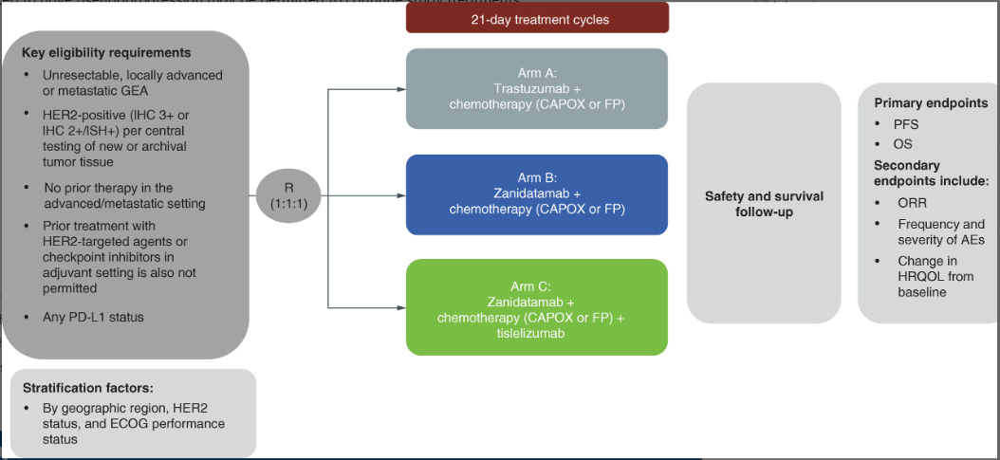 21-day treatment cycles
Key eligibility requirements
• Unresectable, locally advanced
or metastatic GEA
• HER2-positive (IHC 3+ or
IHC 2+/ISH+) per central
testing of new or archival
tumor tissue
• No prior therapy in the
advanced/metastatic setting
• Prior treatment with
HER2-targeted agents or
checkpoint inhibitors in
adjuvant setting is also not
permitted
• Any PD-L1 status
Stratification factors:
• By geographic region, HER2
status, and ECOG performance
status
R
(1:1:1)
Arm A:
Trastuzumab +
chemotherapy (CAPOX or FP)
Arm B:
Zanidatamab +
chemotherapy (CAPOX or FP)
Arm C:
Zanidatamab +
chemotherapy (CAPOX or FP) +
tislelizumab
Safety and survival
follow-up
Primary endpoints
• PFS
• OS
Secondary
endpoints include:
• ORR
• Frequency and
severity of AEs
• Change in
HRQOL from
baseline